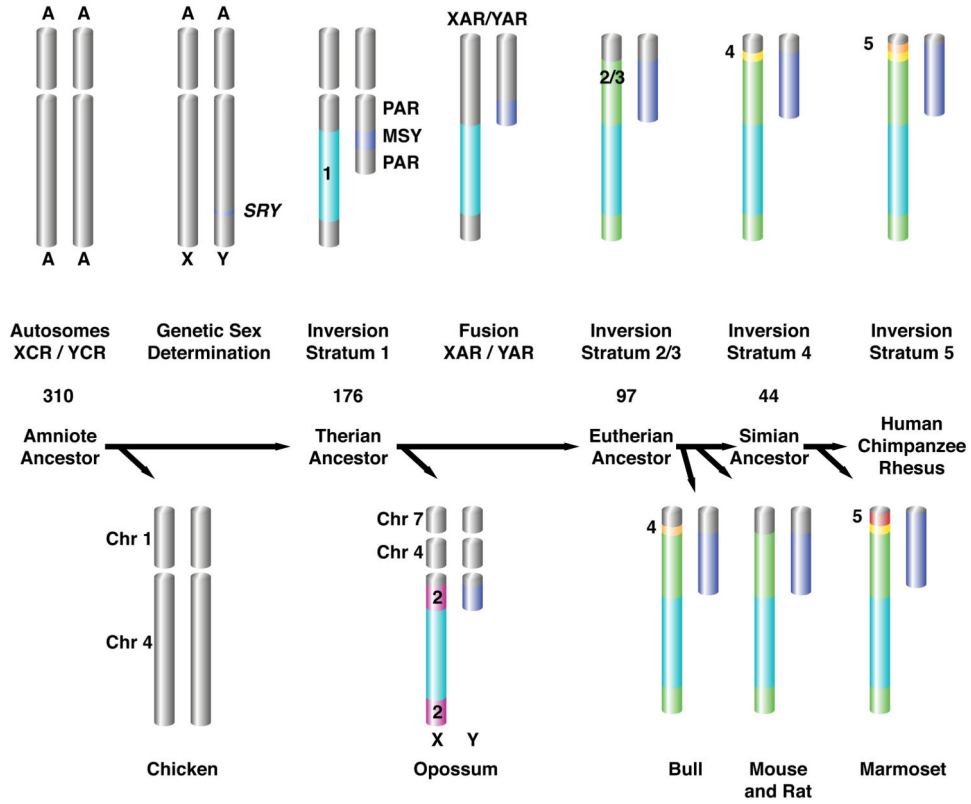 A A A A XAR/YAR
4 2/3 5
PAR
MSY
PAR
1
SRY
A A X Y
Autosomes
XCR / YCR
Genetic Sex
Determination
Inversion
Stratum 1
Fusion
XAR / YAR
Inversion
Stratum 2/3
Inversion
Stratum 4
Inversion
Stratum 5
310 176 97 44
Amniote
Ancestor
Therian
Ancestor
Eutherian
Ancestor
Simian
Ancestor
Human
Chimpanzee
Rhesus
Chr 1
Chr 4
Chr 7
Chr 4
2
2
X Y
4
5
Chicken
Opossum
Bull
Mouse
and Rat
Marmoset